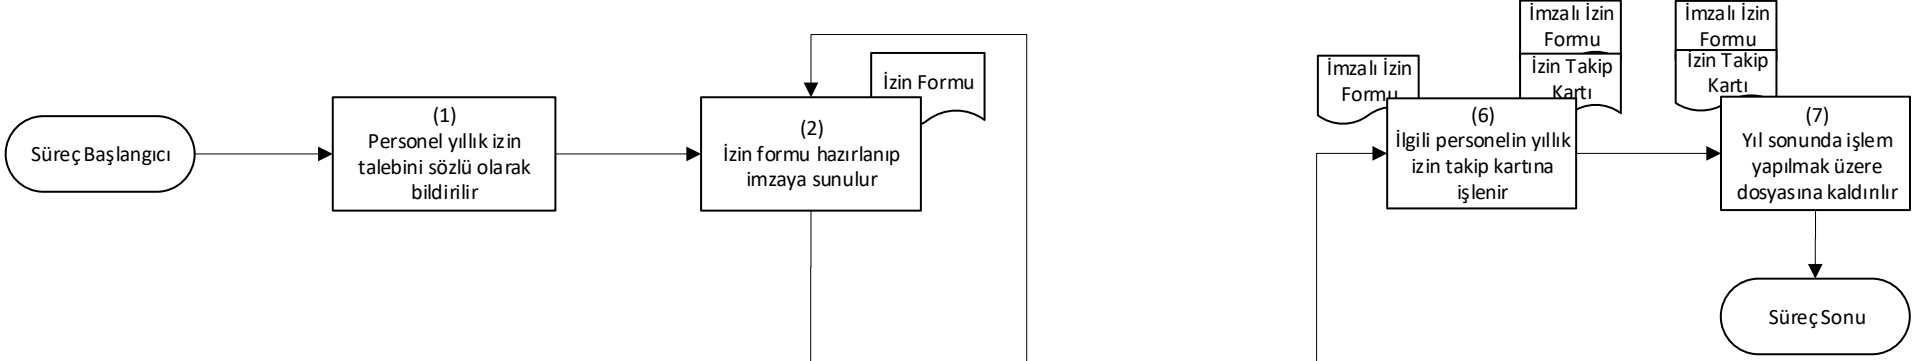 Süreç Başlangıcı
(1)
Personel yıllık izin
talebini sözlü olarak
bildirilir
İzin Formu
(2)
İzin formu hazırlanıp
imzaya sunulur
İmzalı İzin
Formu
İmzalı İzin
Formu
İzin Takip
Kartı
(6)
İlgili personelin yıllık
izin takip kartına
işlenir
İmzalı İzin
Formu
İzin Takip
Kartı
(7)
Yıl sonunda işlem
yapılmak üzere
dosyasına kaldırılır
Süreç Sonu